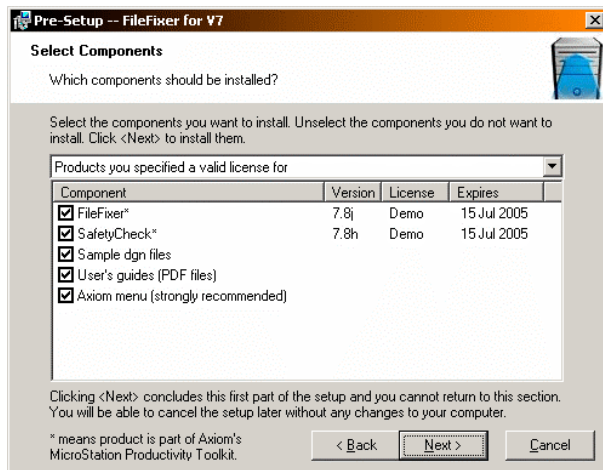 Pre-Setup -- FileFixer for V7
Select Components
Which components should be installed?
Select the components you want to install. Unselect the components you do not want to
install. Click <Next> to install them.
Products you specified a valid license for
Component Version License Expires
FileFixer* 7.8j Demo 15 Jul 2005
SafetyCheck* 7.8h Demo 15 Jul 2005
Sample dgn files
User's guides (PDF files)
Axiom menu (strongly recommended)
Clicking <Next> concludes this first part of the setup and you cannot return to this section.
You will be able to cancel the setup later without any changes to your computer.
* means product is part of Axiom's
MicroStation Productivity Toolkit.
< Back Next > Cancel